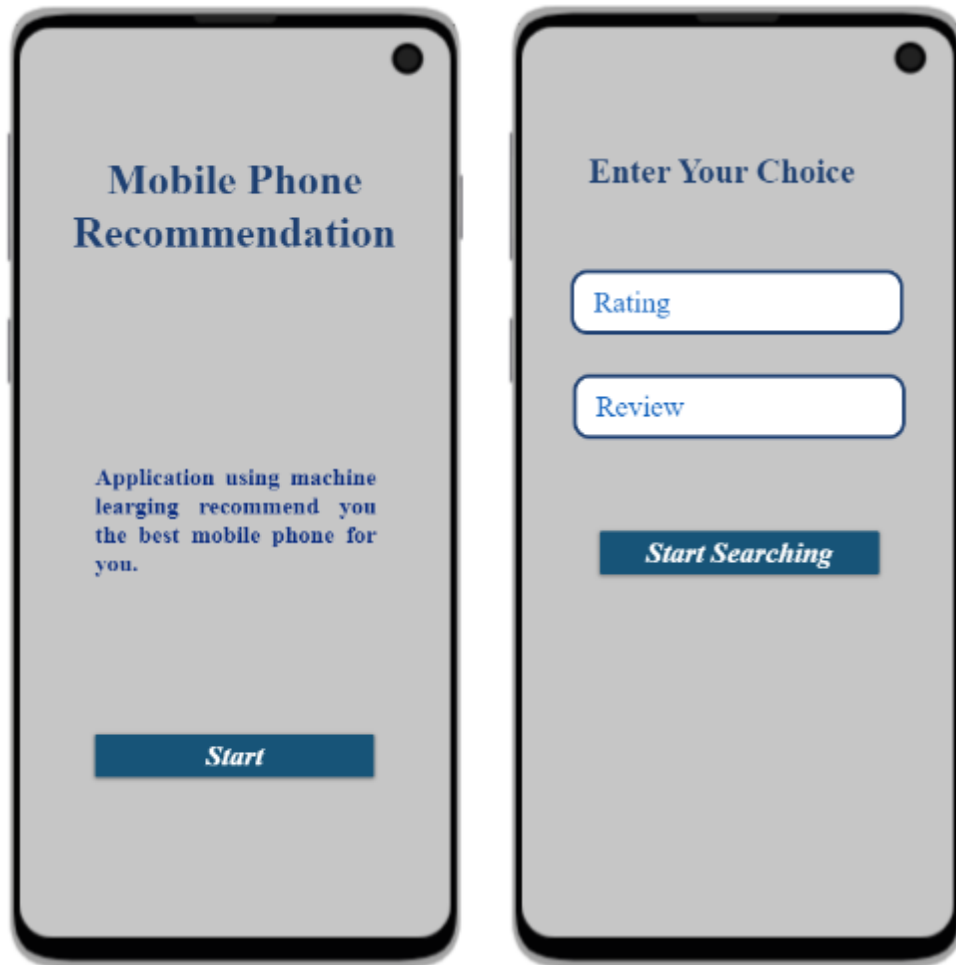 Mobile Phone
Recommendation
Application using machine
learging recommend you
the best mobile phone for
you.
Start
Enter Your Choice
Rating
Review
Start Searching